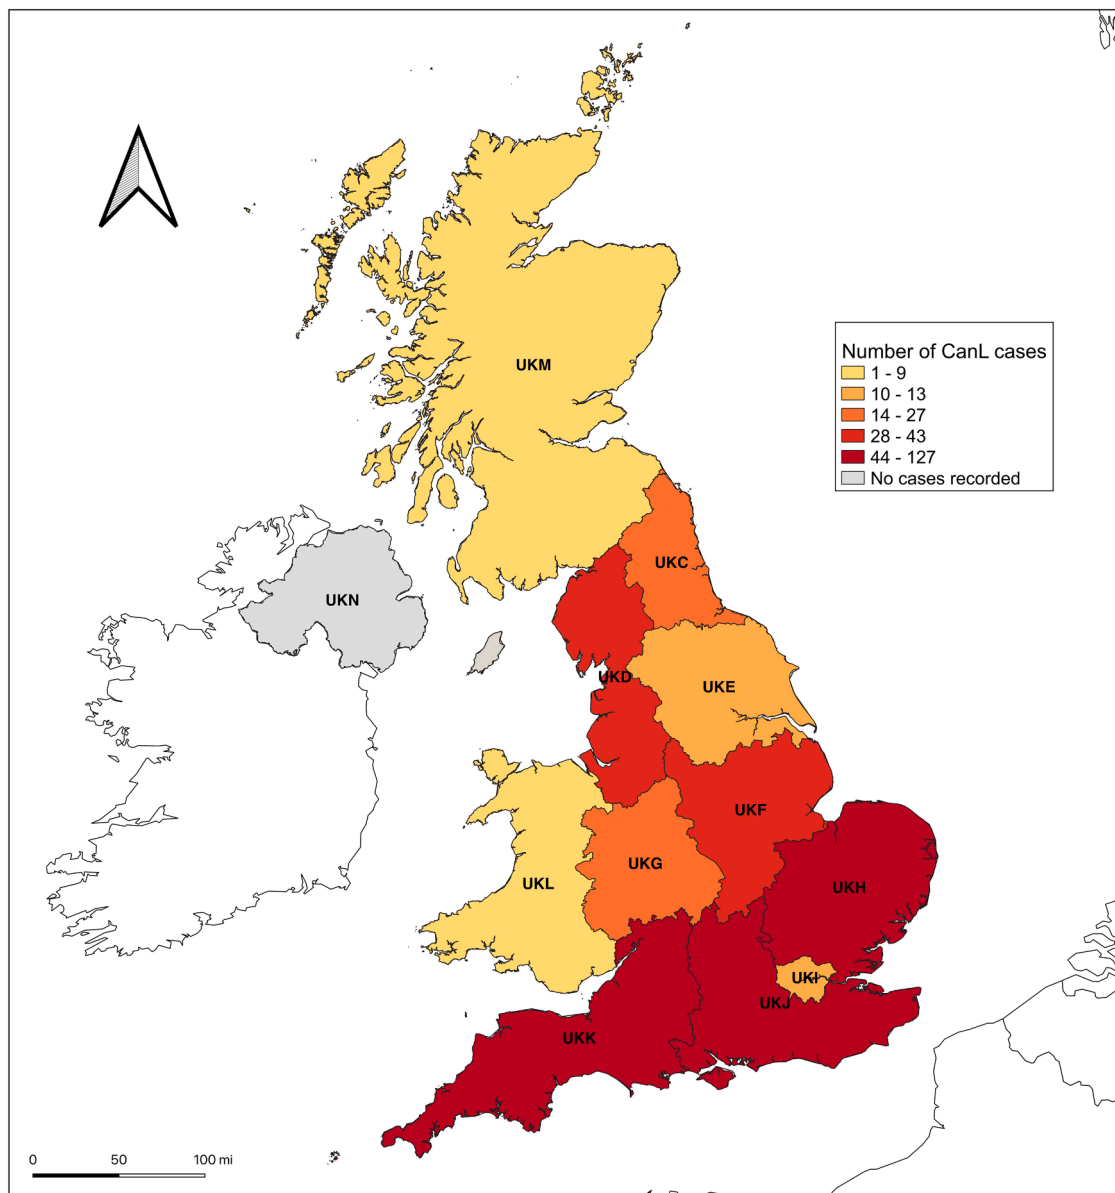 UKM
Number of CanL cases
1 - 9
10 - 13
14 - 27
28 - 43
44 - 127
No cases recorded
UKC
UKN
UKD
UKE
UKF
UKG
UKL
UKH
UKI
UKJ
UKK
0 50 100 mi